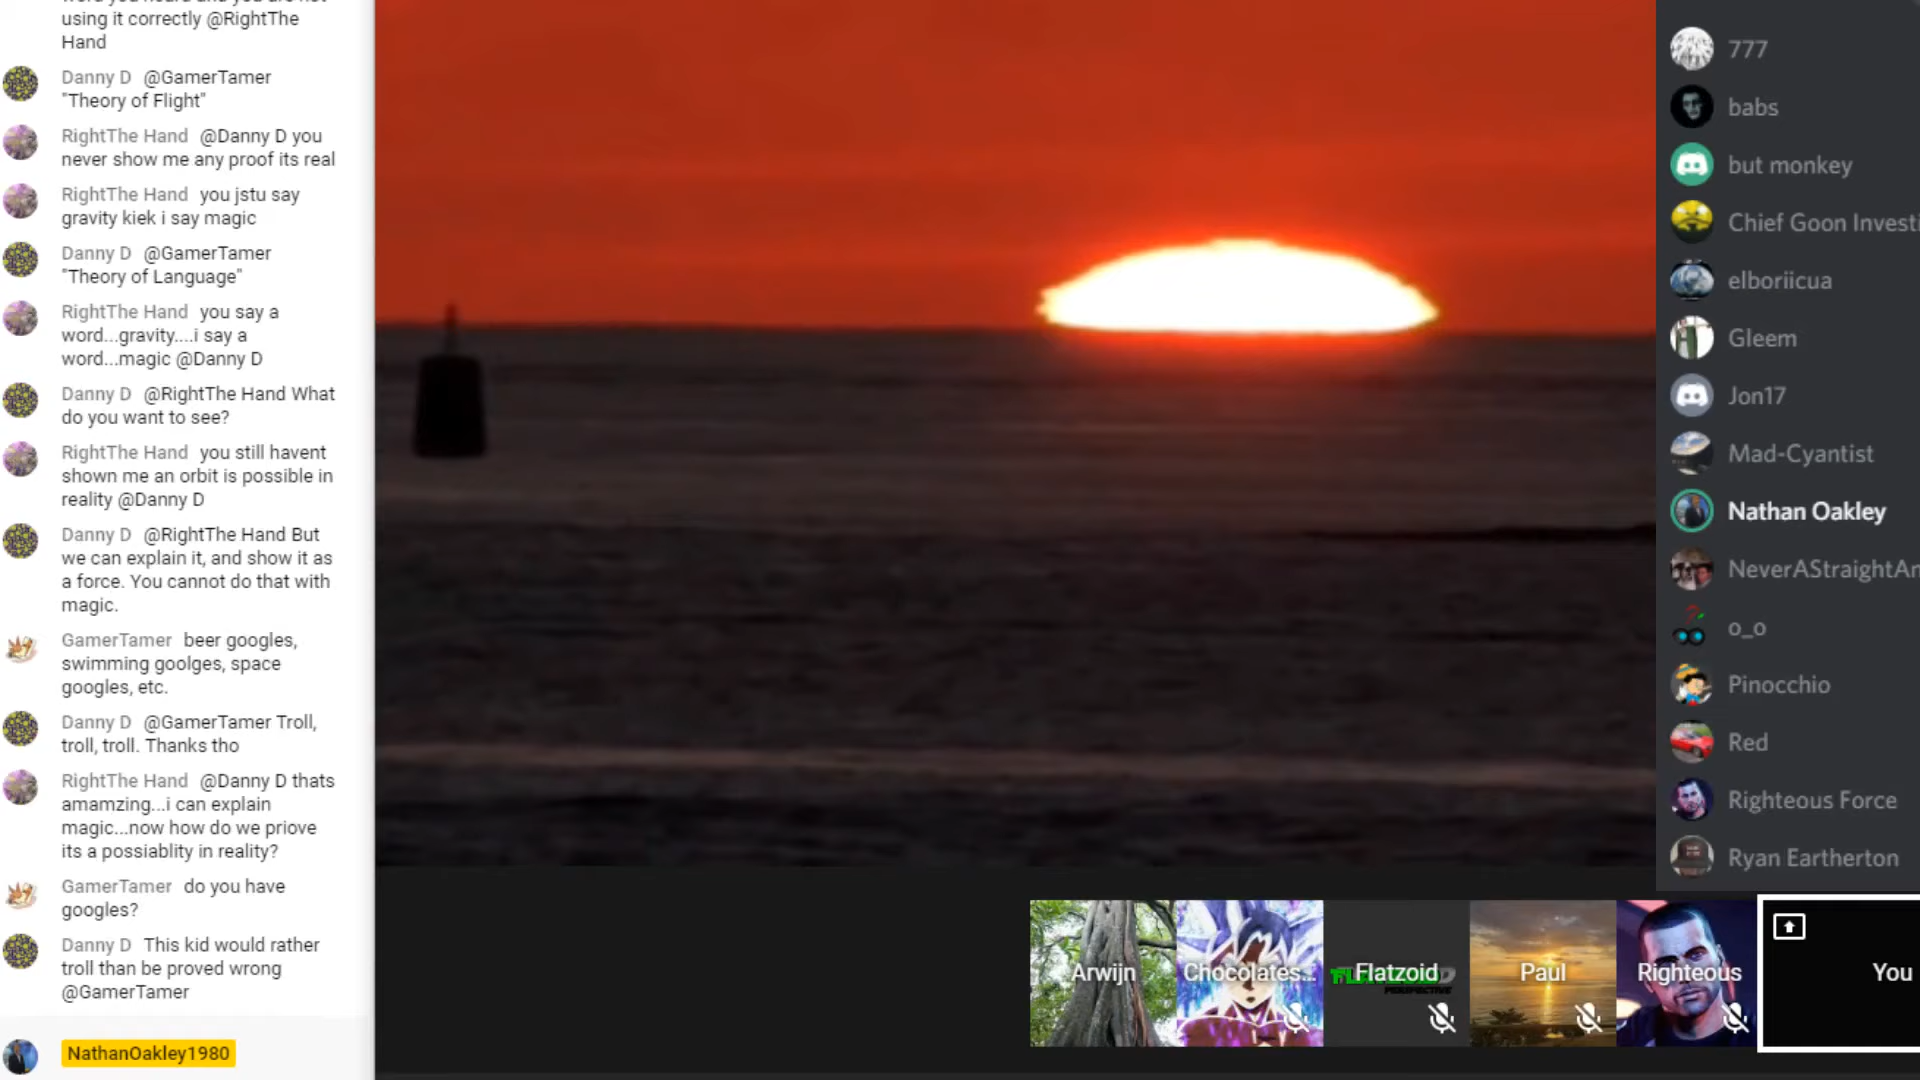 using it correctly @RightThe
Hand
Danny D @GamerTamer
"Theory of Flight"
RightThe Hand @Danny D you
never show me any proof its real
RightThe Hand you jstu say
gravity kiek i say magic
Danny D @GamerTamer
"Theory of Language"
RightThe Hand you say a
word...gravity....i say a
word...magic @Danny D
Danny D @RightThe Hand What
do you want to see?
RightThe Hand you still havent
shown me an orbit is possible in
reality @Danny D
Danny D @RightThe Hand But
we can explain it, and show it as
a force. You cannot do that with
magic.
GamerTamer beer googles,
swimming goolges, space
googles, etc.
Danny D @GamerTamer Troll,
troll, troll. Thanks tho
RightThe Hand @Danny D thats
amamzing...i can explain
magic...now how do we priove
its a possiablity in reality?
GamerTamer do you have
googles?
Danny D This kid would rather
troll than be proved wrong
@GamerTamer
NathanOakley1980
777
babs
but monkey
Chief Goon Investi
elboriicua
Gleem
Jon17
Mad-Cyantist
Nathan Oakley
NeverAStraightAn
o_o
Pinocchio
Red
Righteous Force
Ryan Eartherton
Arwijn
Chocolates...
Flatzoid
PERSPECTIVE
Paul
Righteous
You